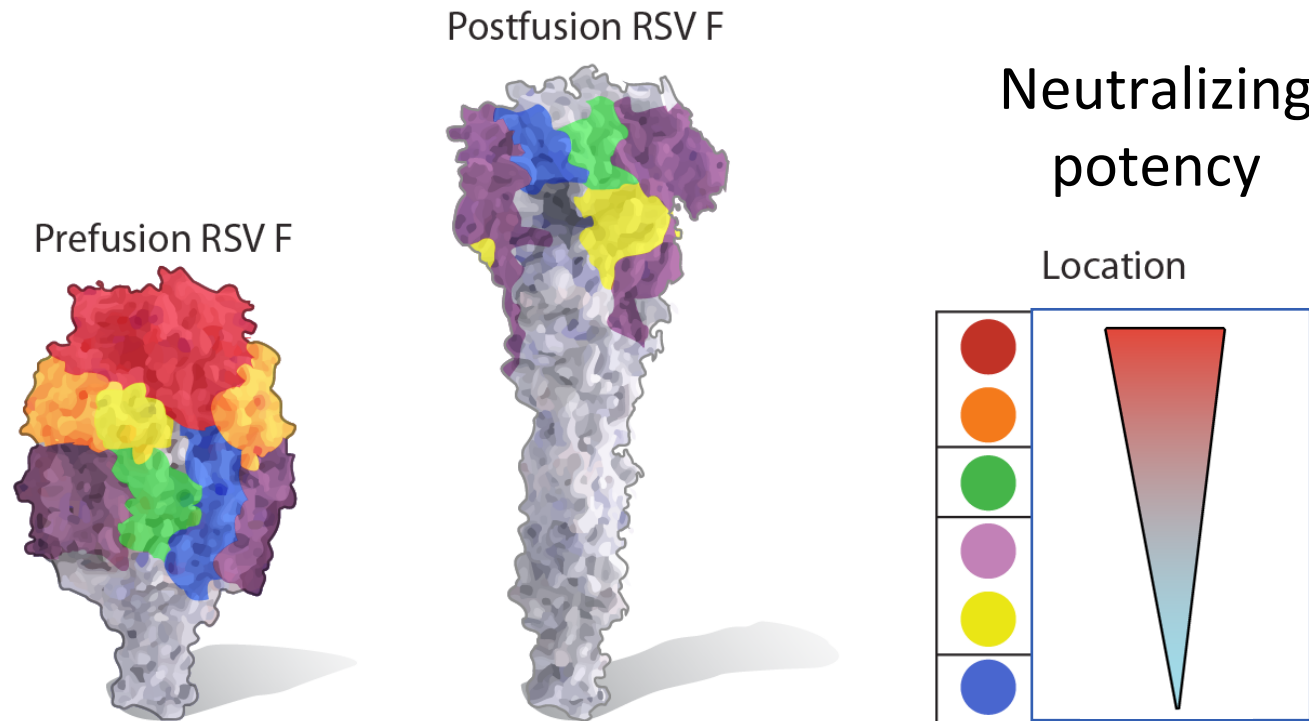 Postfusion RSV F
Prefusion RSV F
Neutralizing
potency
Location